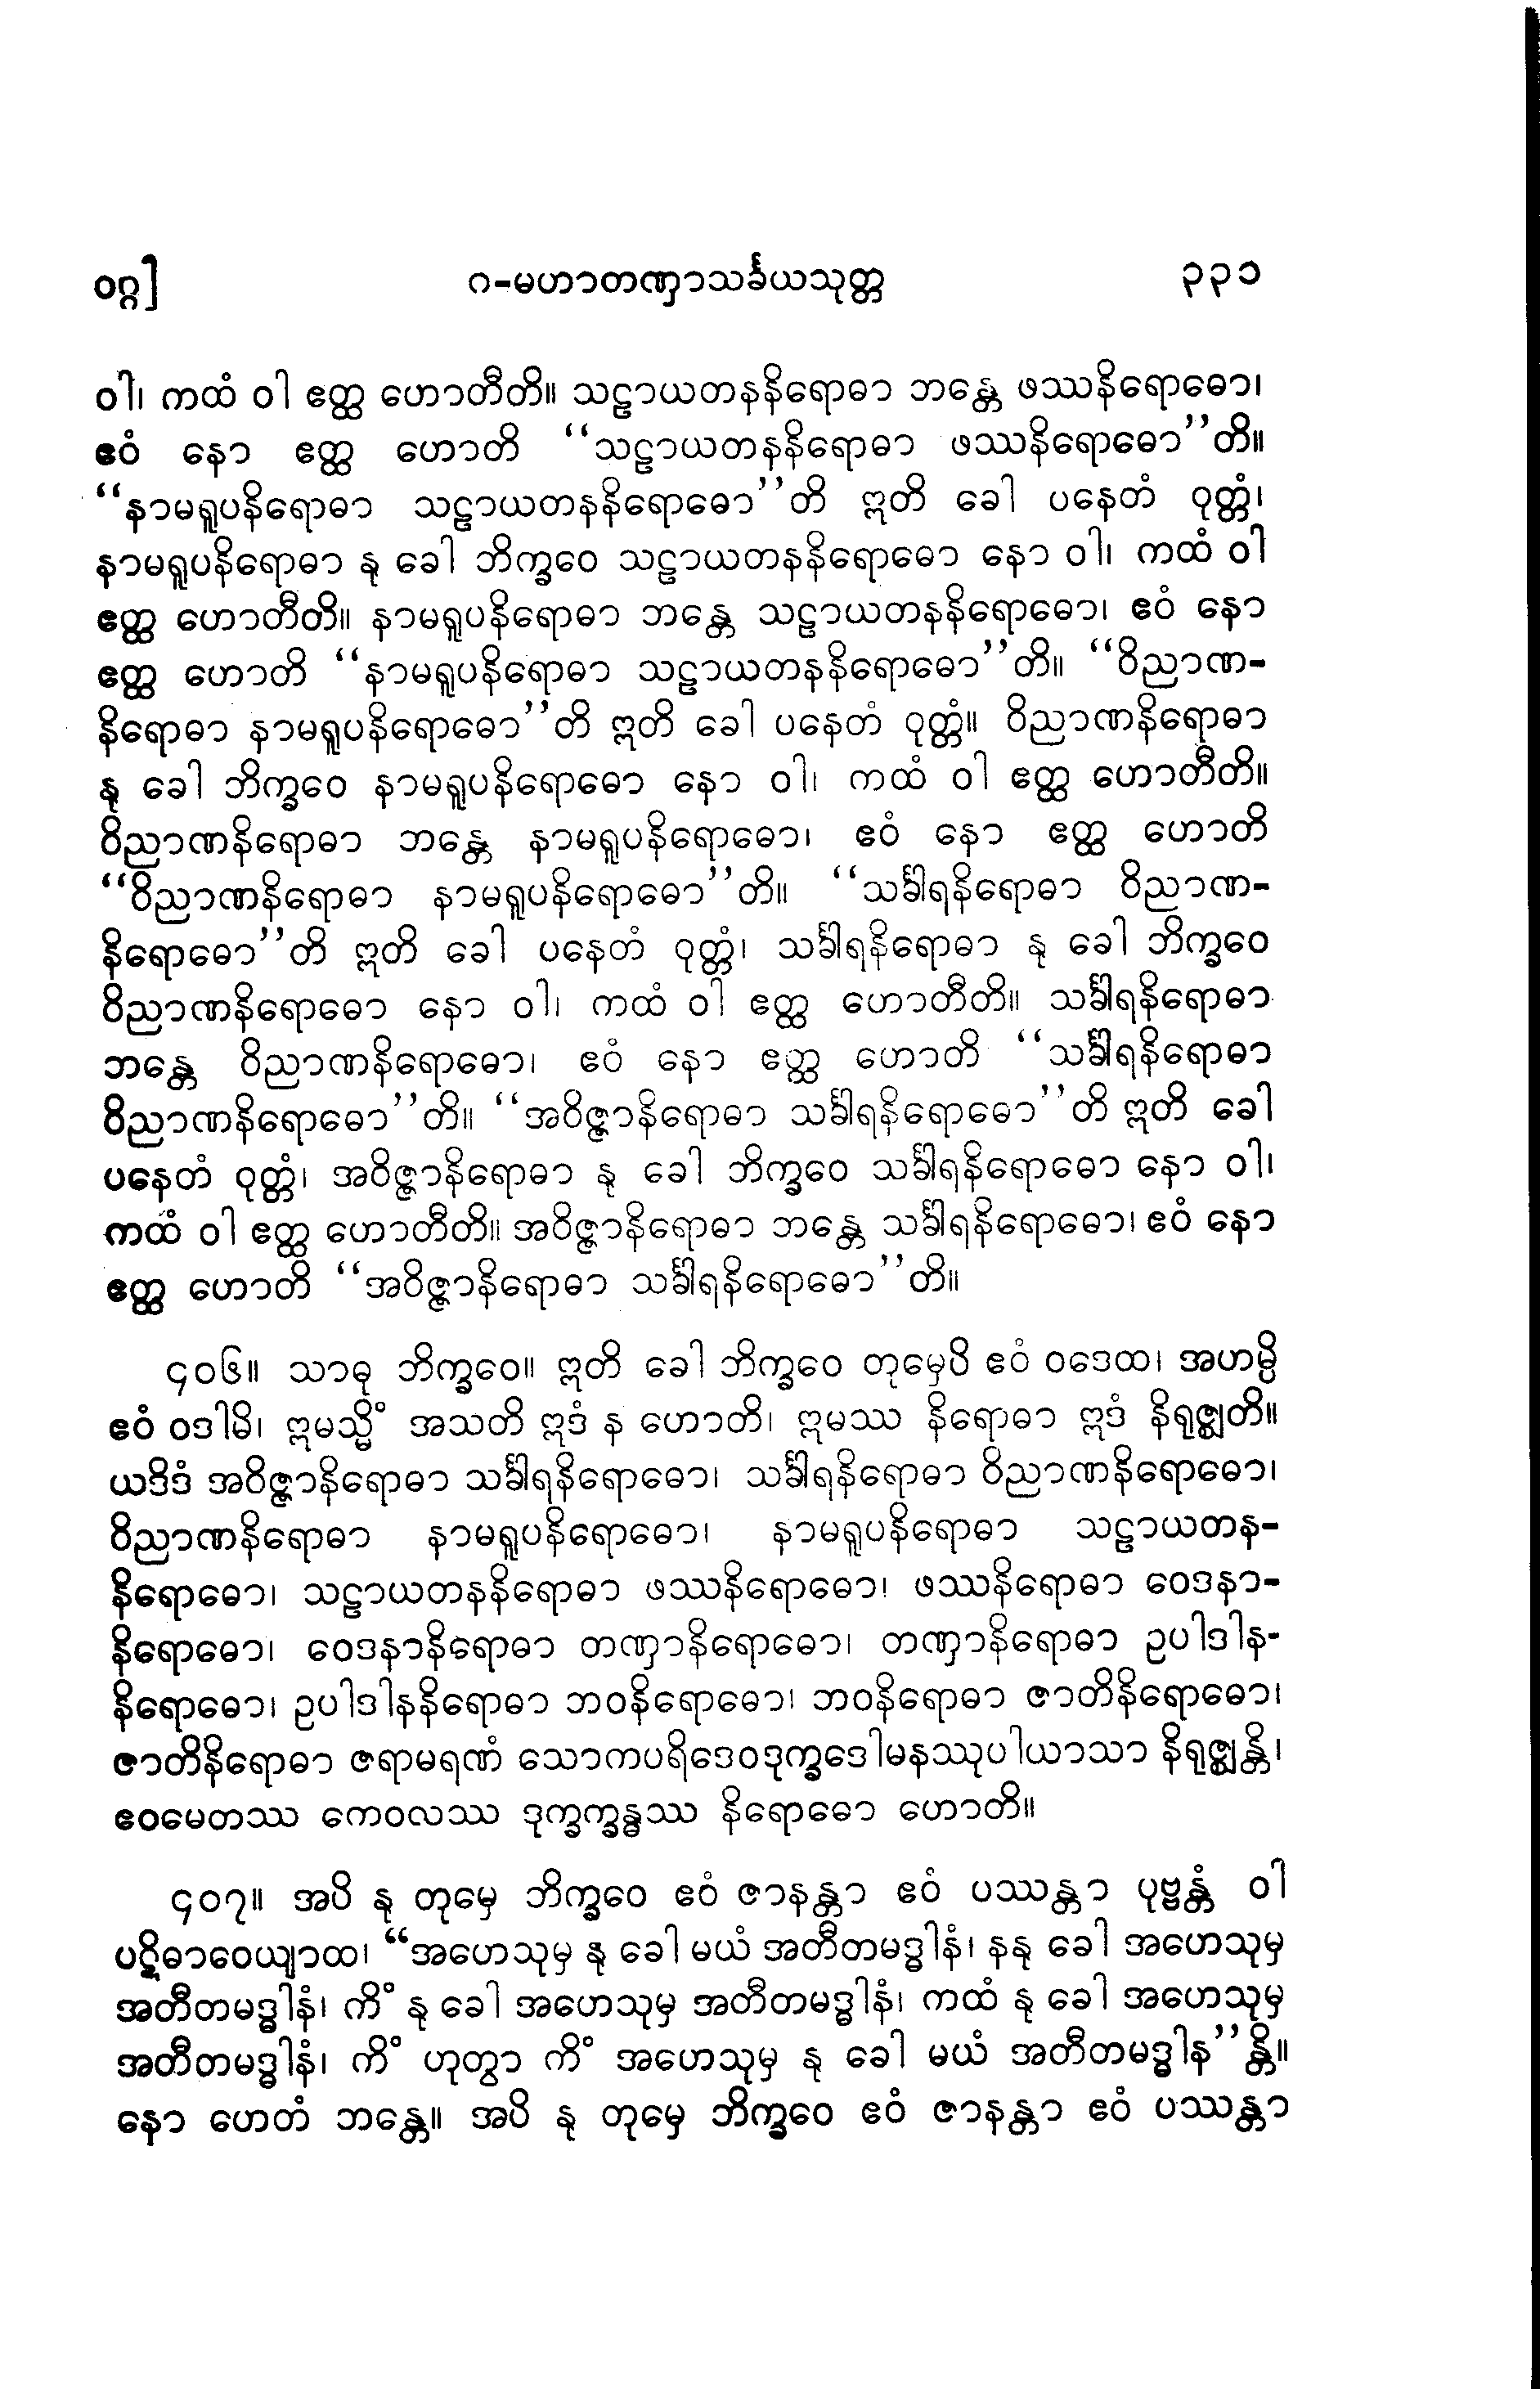 ၀ဂ္ဂ]
ဂ-မဟာတဏှာသင်္ခယသုတ္တ
၃၃၁
ဝါ၊ ကထံ ဝါ ဧတ္ထ ဟောတီတိ။ သဠာယတနနိရောဓာ ဘန္တေ ဖဿနိရောဓော၊
ဧဝံ နော ဧတ္ထ ဟောတိ “သဠာယတနနိရောဓာ ဖဿနိရောဓော”တိ။
“နာမရူပနိရောဓာ သဠာယတနနိရောဓော”တိ ဣတိ ခေါ ပနေတံ ဝုတ္တံ၊
နာမရူပနိရောဓာ နု ခေါ ဘိက္ခဝေ သဠာယတနနိရောဓော နော ဝါ၊ ကထံ ဝါ
ဧတ္ထ ဟောတီတိ။ နာမရူပနိရောဓာ ဘန္တေ သဠာယတနနိရောဓော၊ ဧဝံ နော
ဧတ္ထ ဟောတိ “နာမရူပနိရောဓာ သဠာယတနနိရောဓော”တိ။ “ဝိညာဏ-
နိရောဓာ နာမရူပနိရောဓော”တိ ဣတိ ခေါ ပနေတံ ဝုတ္တံ။ ဝိညာဏနိရောဓာ
နု ခေါ ဘိက္ခဝေ နာမရူပနိရောဓော နော ဝါ၊ ကထံ ဝါ ဧတ္ထ ဟောတီတိ။
ဝိညာဏနိရောဓာ ဘန္တေ နာမရူပနိရောဓော၊ ဧဝံ နော ဧတ္ထ ဟောတိ
“ဝိညာဏနိရောဓာ နာမရူပနိရောဓော”တိ။ “သင်္ခါရနိရောဓာ ဝိညာဏ-
နိရောဓော”တိ ဣတိ ခေါ ပနေတံ ဝုတ္တံ၊ သင်္ခါရနိရောဓာ နု ခေါ ဘိက္ခဝေ
ဝိညာဏနိရောဓော နော ဝါ၊ ကထံ ဝါ ဧတ္ထ ဟောတီတိ။ သင်္ခါရနိရောဓာ
ဘန္တေ ဝိညာဏနိရောဓော၊ ဧဝံ နော ဧတ္ထ ဟောတိ “သင်္ခါရနိရောဓာ
ဝိညာဏနိရောဓော”တိ။ “အဝိဇ္ဇာနိရောဓာ သင်္ခါရနိရောဓော”တိ ဣတိ ခေါ
ပနေတံ ဝုတ္တံ၊ အဝိဇ္ဇာနိရောဓာ နု ခေါ ဘိက္ခဝေ သင်္ခါရနိရောဓော နော ဝါ၊
ကထံ ဝါ ဧတ္ထ ဟောတီတိ။ အဝိဇ္ဇာနိရောဓာ ဘန္တေ သင်္ခါရနိရောဓော၊ ဧဝံ နော
ဧတ္ထ ဟောတိ “အဝိဇ္ဇာနိရောဓာ သင်္ခါရနိရောဓော”တိ။
၄၀၆။ သာဓု ဘိက္ခဝေ။ ဣတိ ခေါ ဘိက္ခဝေ တုမှေပိ ဧဝံ ဝဒေထ၊ အဟမ္ပိ
ဧဝံ ဝဒါမိ၊ ဣမသ္မိံ အသတိ ဣဒံ န ဟောတိ၊ ဣမဿ နိရောဓာ ဣဒံ နိရုဇ္ဈတိ။
ယဒိဒံ အဝိဇ္ဇာနိရောဓာ သင်္ခါရနိရောဓော၊ သင်္ခါရနိရောဓာ ဝိညာဏနိရောဓော၊
ဝိညာဏနိရောဓာ နာမရူပနိရောဓော၊ နာမရူပနိရောဓာ သဠာယတန-
နိရောဓော၊ သဠာယတနနိရောဓာ ဖဿနိရောဓော၊ ဖဿနိရောဓာ ဝေဒနာ-
နိရောဓော၊ ဝေဒနာနိရောဓာ တဏှာနိရောဓော၊ တဏှာနိရောဓာ ဥပါဒါန-
နိရောဓော၊ ဥပါဒါနနိရောဓာ ဘဝနိရောဓော၊ ဘဝနိရောဓာ ဇာတိနိရောဓော၊
ဇာတိနိရောဓာ ဇရာမရဏံ သောကပရိဒေဝဒုက္ခဒေါမနဿုပါယာသာ နိရုဇ္ဈန္တိ၊
ဧဝမေတဿ ကေဝလဿ ဒုက္ခက္ခန္ဓဿ နိရောဓော ဟောတိ။
၄၀၇။ အပိ နု တုမှေ ဘိက္ခဝေ ဧဝံ ဇာနန္တာ ဧဝံ ပဿန္တာ ပုဗ္ဗန္တံ ဝါ
ပဋိဓာဝေယျာထ၊ “အဟေသုမှ နု ခေါ မယံ အတီတမဒ္ဓါနံ၊ နနု ခေါ အဟေသုမှ
အတီတမဒ္ဓါနံ၊ ကိံ နု ခေါ အဟေသုမှ အတီတမဒ္ဓါနံ၊ ကထံ နု ခေါ အဟေသုမှ
အတီတမဒ္ဓါနံ၊ ကိံ ဟုတွာ ကိံ အဟေသုမှ နု ခေါ မယံ အတီတမဒ္ဓါန”န္တိ။
နော ဟေတံ ဘန္တေ။ အပိ နု တုမှေ ဘိက္ခဝေ ဧဝံ ဇာနန္တာ ဧဝံ ပဿန္တာ